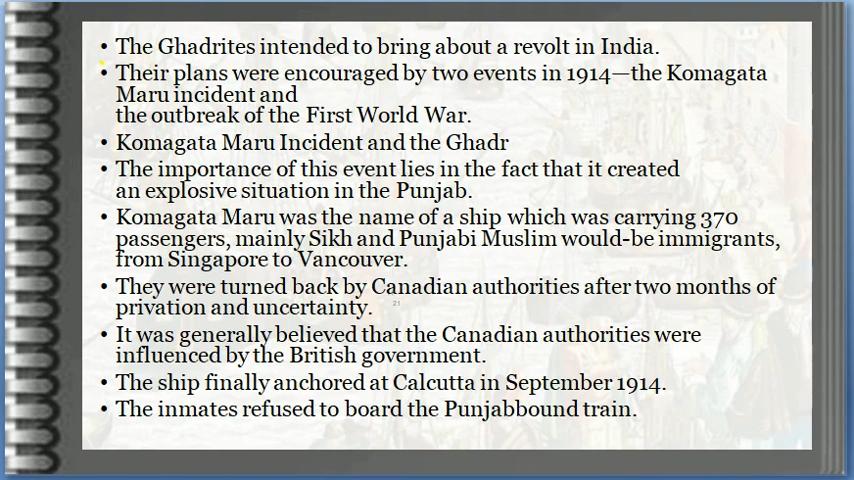 • The Ghadrites intended to bring about a revolt in India.
• Their plans were encouraged by two events in 1914—the Komagata
Maru incident and
the outbreak of the First World War.
• Komagata Maru Incident and the Ghadr
• The importance of this event lies in the fact that it created
an explosive situation in the Punjab.
• Komagata Maru was the name of a ship which was carrying 370
passengers, mainly Sikh and Punjabi Muslim would-be immigrants,
from Singapore to Vancouver.
• They were turned back by Canadian authorities after two months of
privation and uncertainty.
21
• It was generally believed that the Canadian authorities were
influenced by the British government.
• The ship finally anchored at Calcutta in September 1914.
• The inmates refused to board the Punjabbound train.